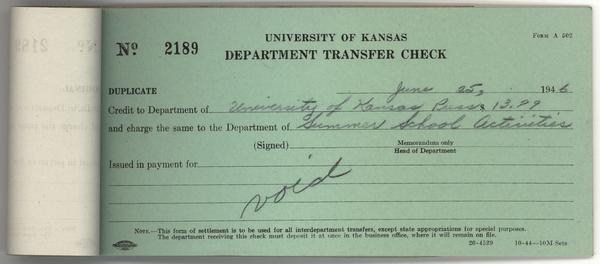 UNIVERSITY OF KANSAS
FORM A 502
No 2189
DEPARTMENT TRANSFER CHECK
DUPLICATE June 25, 1946
Credit to Department of University of Kansas Press $ 13.99
and charge the same to the Department of Summer School Activities
(Signed) Memorandum only
Head of Department
Issued in payment for
void
NOTE.—This form of settlement is to be used for all interdepartment transfers, except state appropriations for special purposes.
The department receiving this check must deposit it at once in the business office, where it will remain on file.
20-4529 10-44—10M Sets